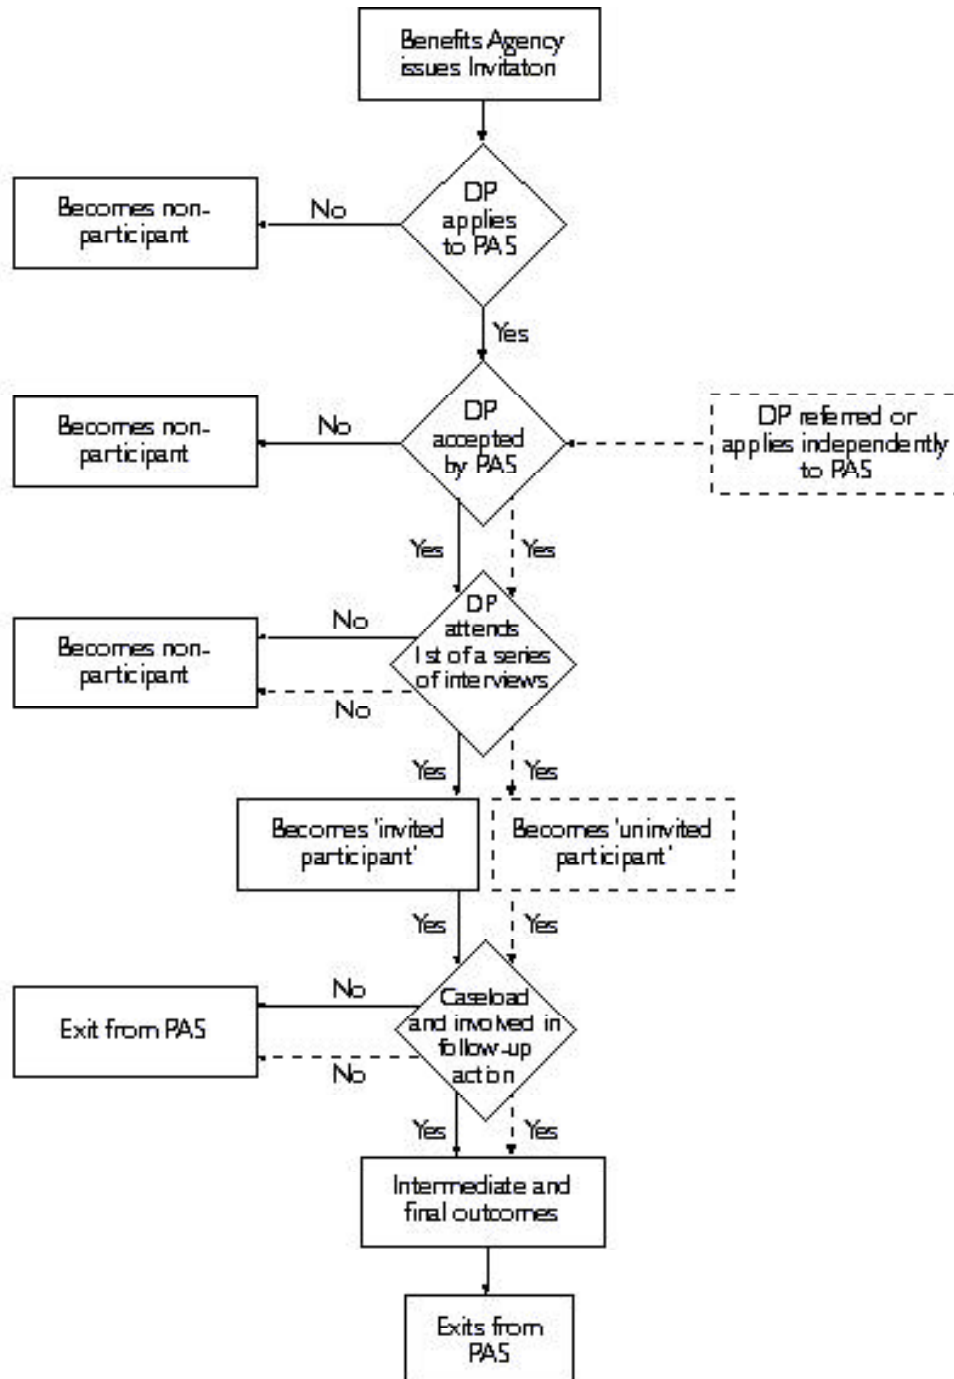 Benefits Agency
issues Invitaton
DP
applies
to PAS
No
Becomes non-
participant
Yes
DP
accepted
by PAS
No
Becomes non-
participant
DP referred or
applies independently
to PAS
Yes
Yes
DP
attends
1st of a series
of interviews
No
Becomes non-
participant
No
Yes
Yes
Becomes 'invited
participant'
Becomes 'uninvited
participant'
Yes
Yes
Caseload
and involved in
follow-up
action
No
Exit from PAS
No
Yes
Yes
Intermediate and
final outcomes
Exits from
PAS